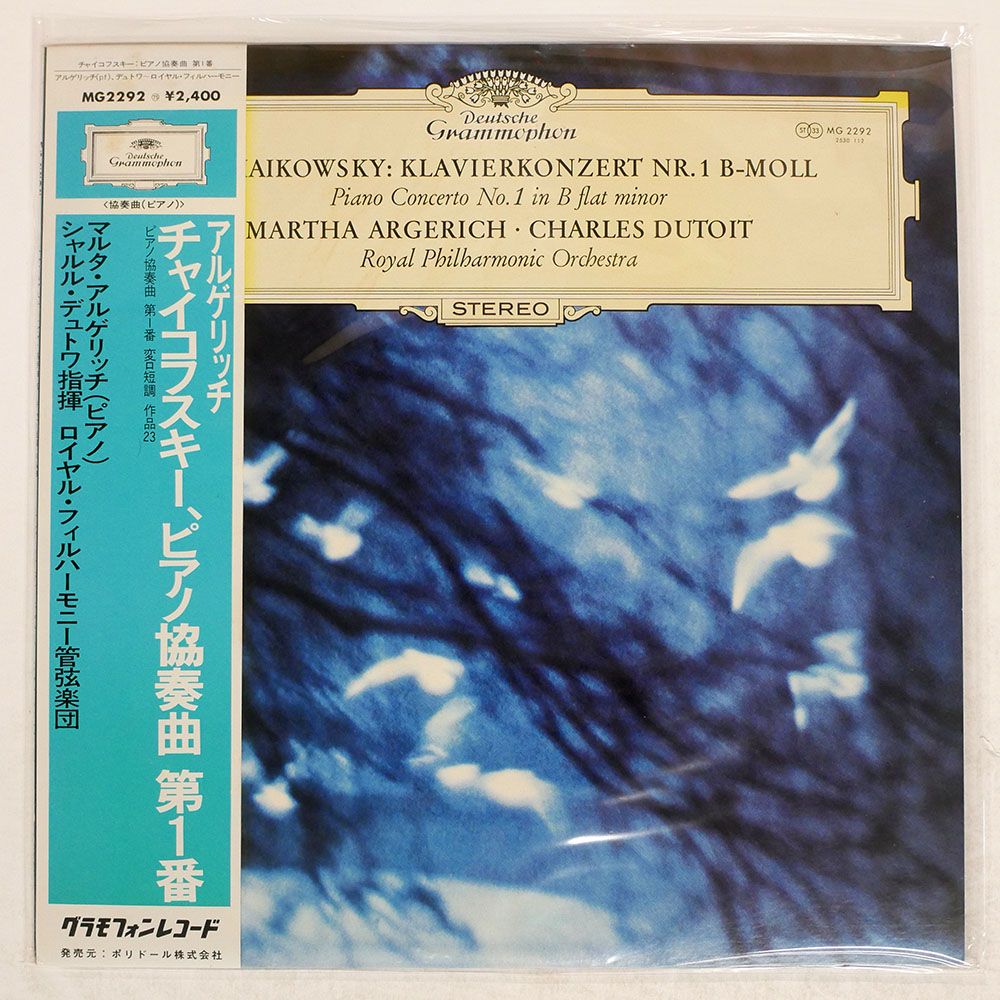 チャイコフスキー:ピアノ協奏曲 第1番
アルゲリッチ(pf)、デュトワ〜ロイヤル・フィルハーモニー
MG2292 ¥2,400
Deutsche
Grammophon
<協奏曲(ピアノ)>
アルゲリッチ
チャイコフスキー、ピアノ協奏曲 第1番
ピアノ協奏曲 第1番 変ロ短調 作品23
マルタ・アルゲリッチ(ピアノ)
シャルル・デュトワ指揮 ロイヤル・フィルハーモニー管弦楽団
グラモフォンレコード
発売元:ポリドール株式会社
Deutsche
Grammophon
ST 33 MG 2292
2530 112
AIKOWSKY: KLAVIERKONZERT NR. 1 B-MOLL
Piano Concerto No. 1 in B flat minor
MARTHA ARGERICH · CHARLES DUTOIT
Royal Philharmonic Orchestra
STEREO